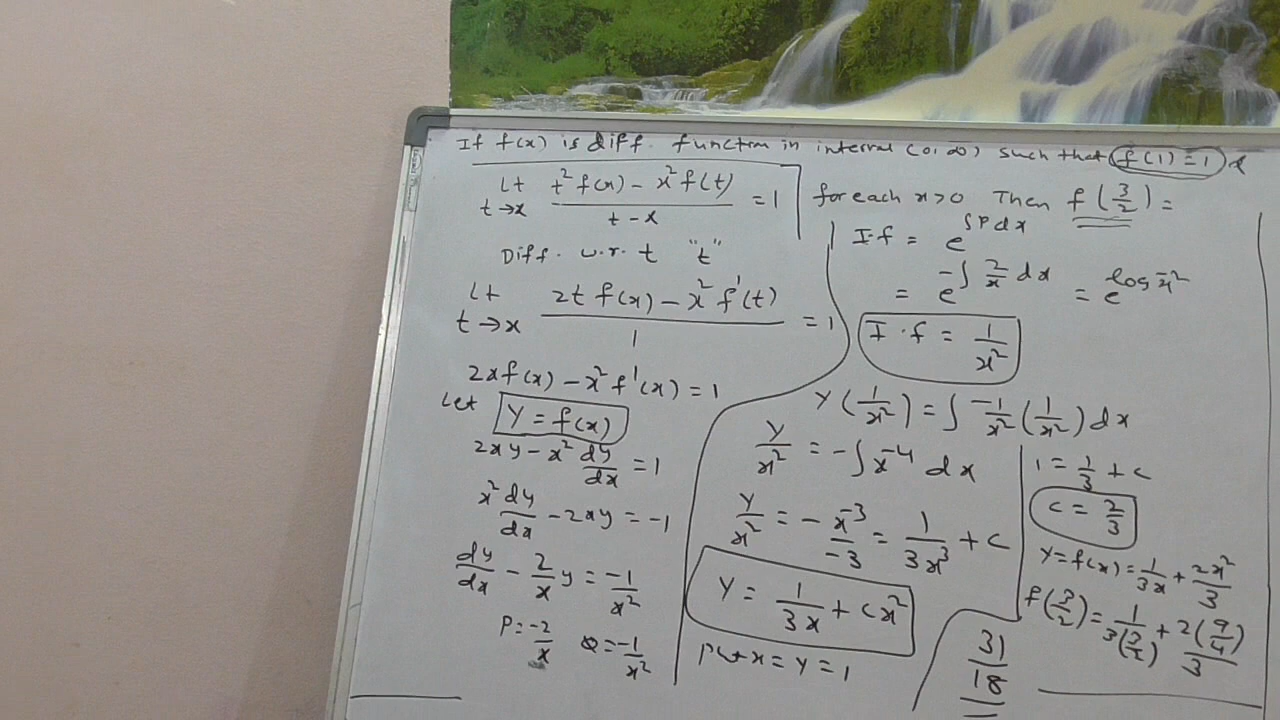 If f(x) is diff. function in interval (0, ∞) such that f(1) = 1 &
Lt t→x (t² f(x) - x² f(t))/(t - x) = 1
for each x>0 Then f(3/2) =
Diff. w.r. t "t"
Lt t→x (2t f(x) - x² f'(t))/1 = 1
2x f(x) - x² f'(x) = 1
Let Y = f(x)
2xy - x² dy/dx = 1
x² dy/dx - 2xy = -1
dy/dx - 2/x y = -1/x²
P = -2/x Q = -1/x²
I.f = e^∫P dx
= e^-∫ 2/x dx = e^log x^-2
I.f = 1/x²
Y (1/x²) = ∫ -1/x² (1/x²) dx
Y/x² = -∫ x^-4 dx
Y/x² = - x^-3/-3 = 1/3x³ + c
Y = 1/3x + cx²
Put x = Y = 1
1 = 1/3 + c
c = 2/3
Y = f(x) = 1/3x + 2x²/3
f(3/2) = 1/3(3/2) + 2(9/4)/3
31/18